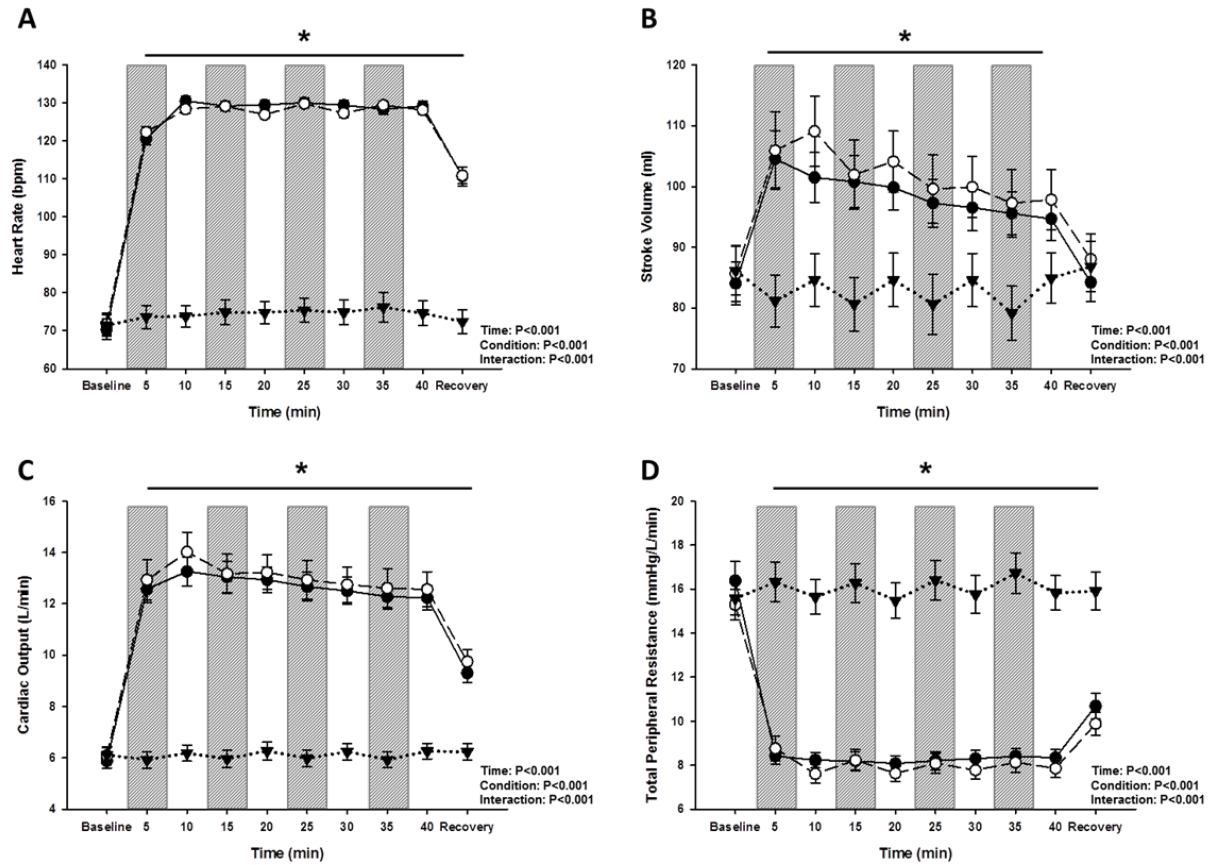 A
*
Heart Rate (bpm)
140
130
120
110
100
90
80
70
60
Time: P<0.001
Condition: P<0.001
Interaction: P<0.001
Baseline 5 10 15 20 25 30 35 40 Recovery
Time (min)
B
*
Stroke Volume (ml)
120
110
100
90
80
70
Time: P<0.001
Condition: P<0.001
Interaction: P<0.001
Baseline 5 10 15 20 25 30 35 40 Recovery
Time (min)
C
*
Cardiac Output (L/min)
16
14
12
10
8
6
4
Time: P<0.001
Condition: P<0.001
Interaction: P<0.001
Baseline 5 10 15 20 25 30 35 40 Recovery
Time (min)
D
*
Total Peripheral Resistance (mmHg/L/min)
20
18
16
14
12
10
8
6
Time: P<0.001
Condition: P<0.001
Interaction: P<0.001
Baseline 5 10 15 20 25 30 35 40 Recovery
Time (min)